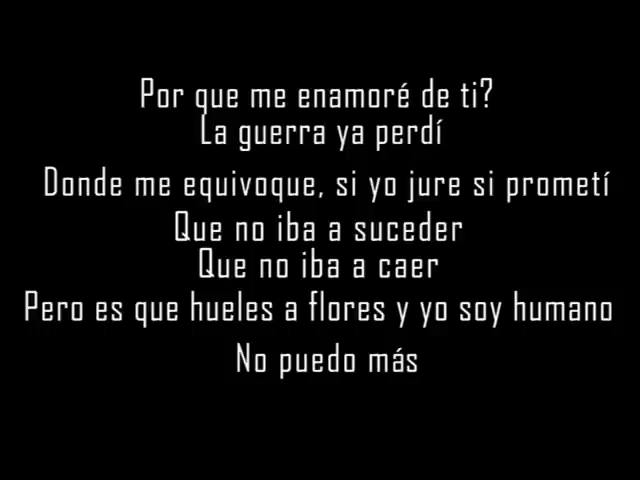 Por que me enamoré de ti?
La guerra ya perdí
Donde me equivoque, si yo jure si prometí
Que no iba a suceder
Que no iba a caer
Pero es que hueles a flores y yo soy humano
No puedo más